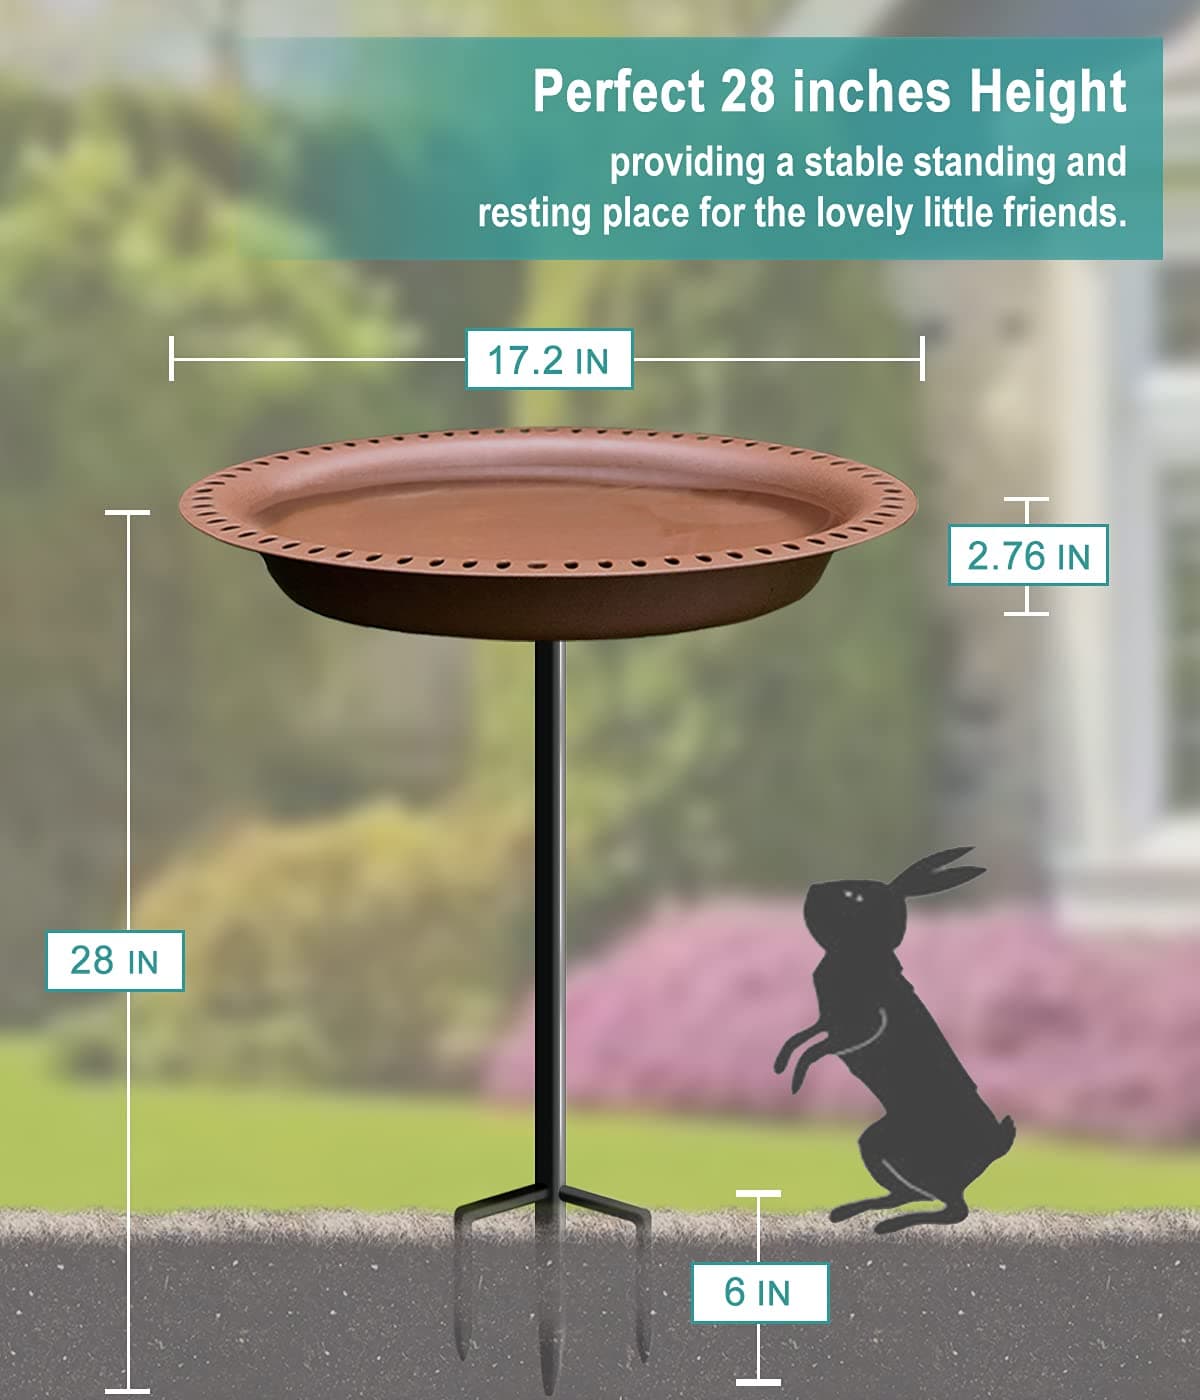 Perfect 28 inches Height
providing a stable standing and
resting place for the lovely little friends.
17.2 IN
2.76 IN
28 IN
6 IN